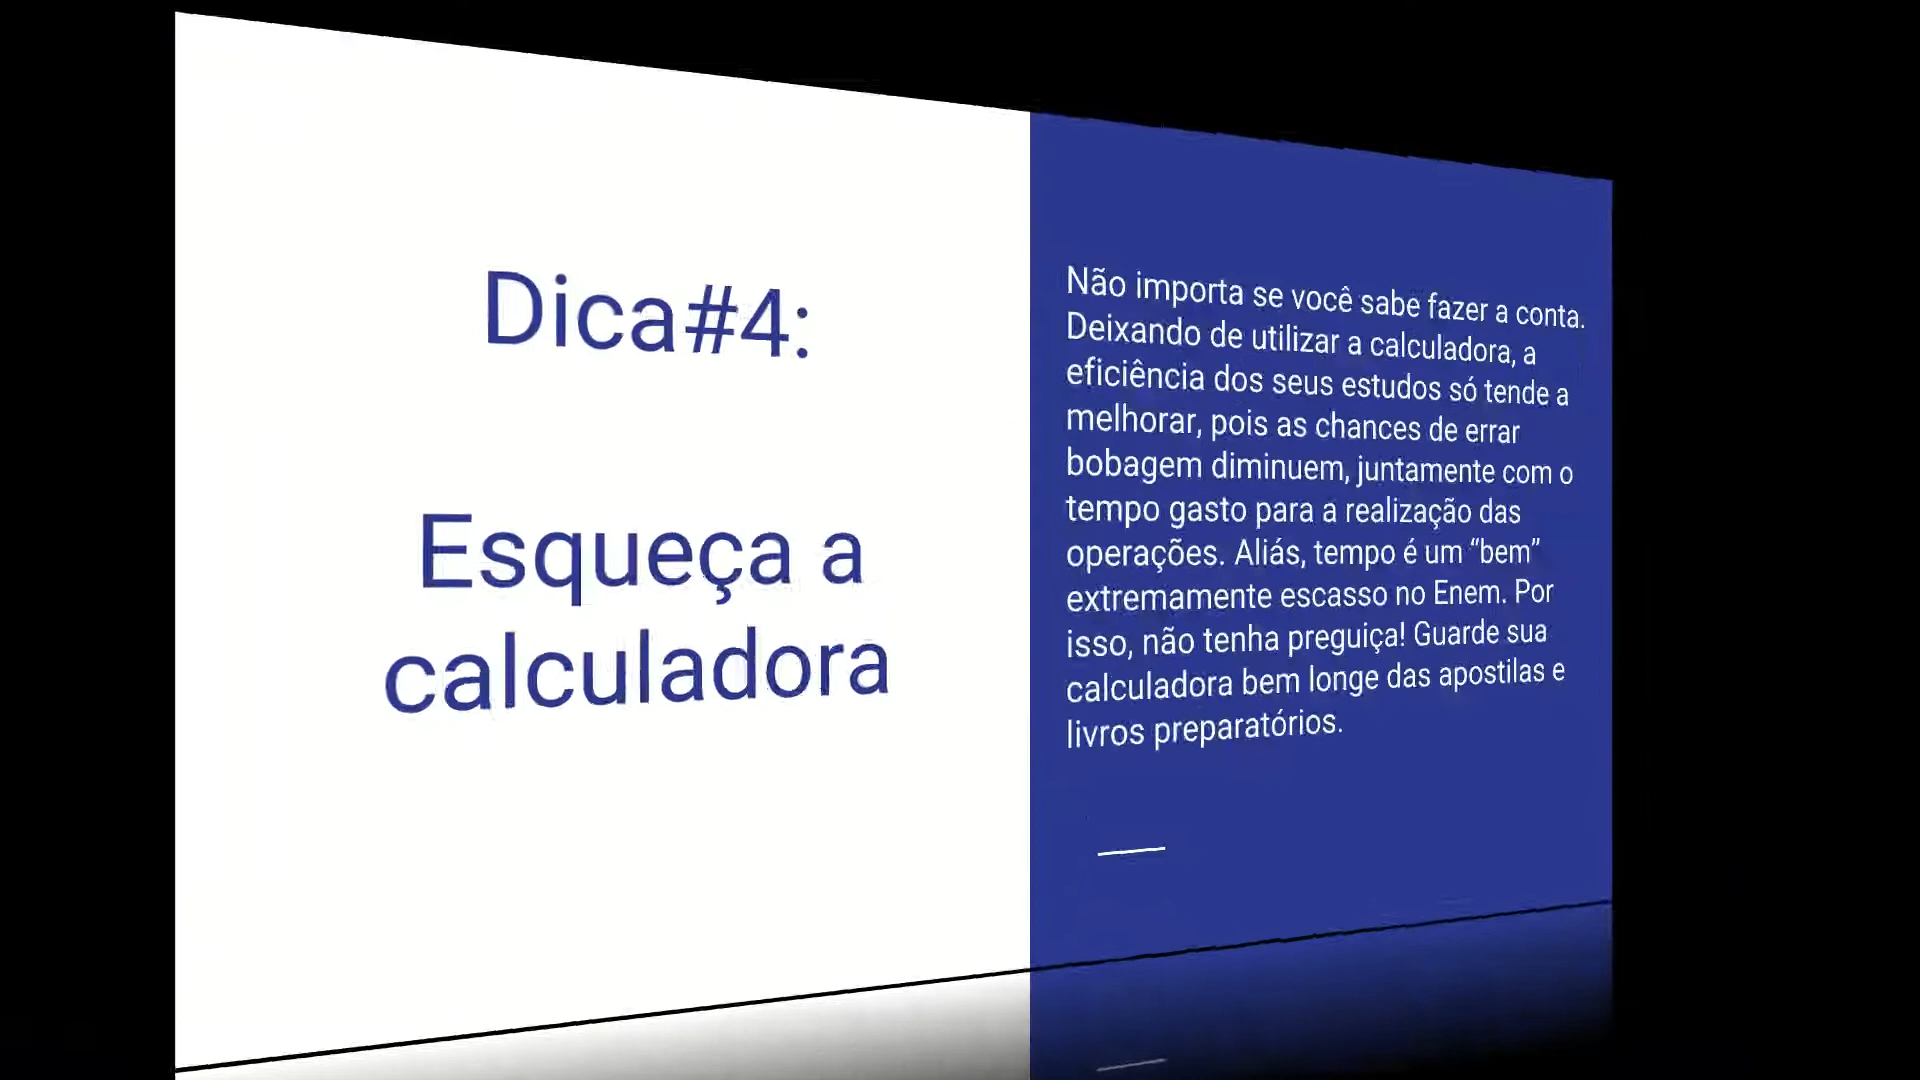 Dica#4:
Esqueça a
calculadora
Não importa se você sabe fazer a conta.
Deixando de utilizar a calculadora, a
eficiência dos seus estudos só tende a
melhorar, pois as chances de errar
bobagem diminuem, juntamente com o
tempo gasto para a realização das
operações. Aliás, tempo é um “bem”
extremamente escasso no Enem. Por
isso, não tenha preguiça! Guarde sua
calculadora bem longe das apostilas e
livros preparatórios.